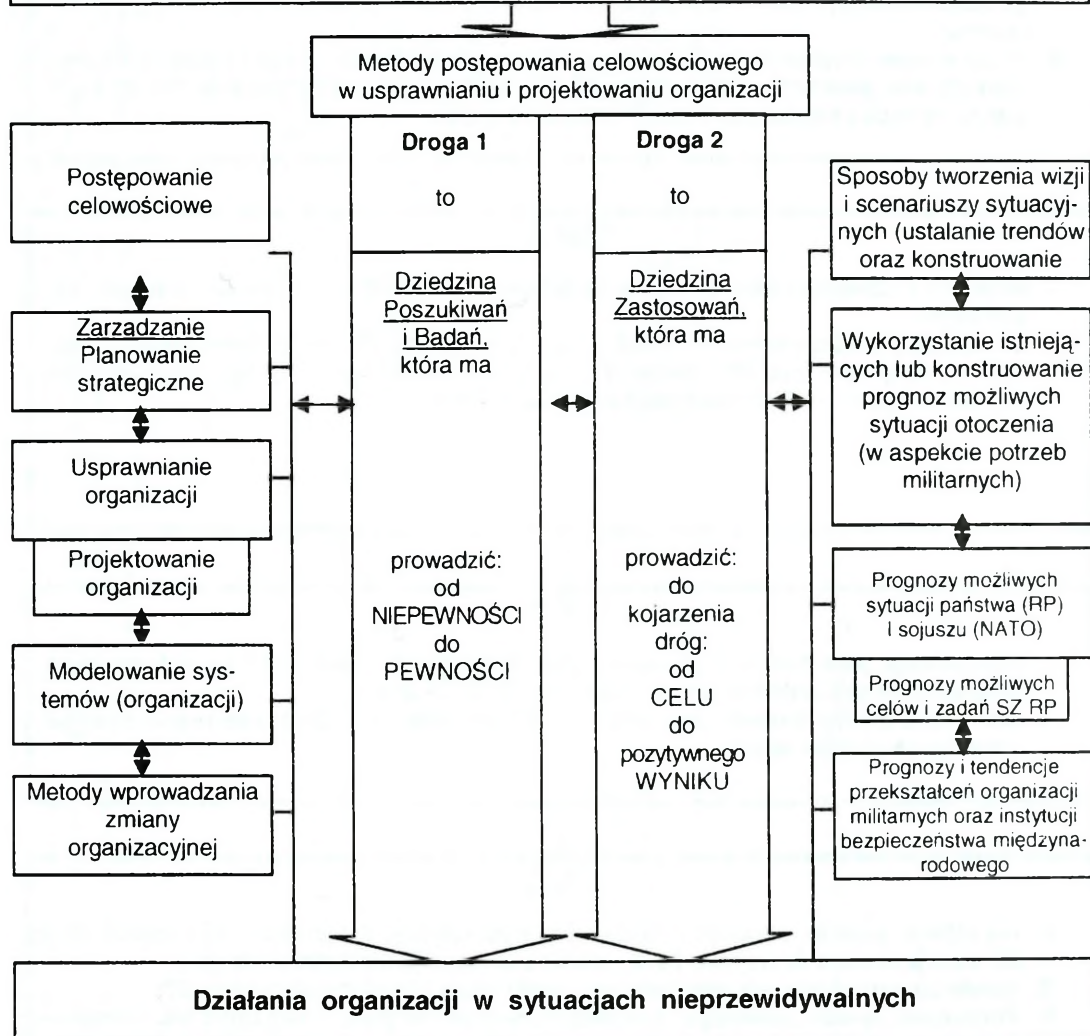 Metody postępowania celowościowego
w usprawnianiu i projektowaniu organizacji
Postępowanie
celowościowe
Zarządzanie
Planowanie
strategiczne
Usprawnianie
organizacji
Projektowanie
organizacji
Modelowanie sys-
temów (organizacji)
Metody wprowadzania
zmiany
organizacyjnej
Droga 1
to
Dziedzina
Poszukiwań
i Badań,
która ma
prowadzić:
od
NIEPEWNOŚCI
do
PEWNOŚCI
Droga 2
to
Dziedzina
Zastosowań,
która ma
prowadzić:
do
kojarzenia
dróg:
od
CELU
do
pozytywnego
WYNIKU
Sposoby tworzenia wizji
i scenariuszy sytuacyj-
nych (ustalanie trendów
oraz konstruowanie
Wykorzystanie istnieją-
cych lub konstruowanie
prognoz możliwych
sytuacji otoczenia
(w aspekcie potrzeb
militarnych)
Prognozy możliwych
sytuacji państwa (RP)
I sojuszu (NATO)
Prognozy możliwych
celów i zadań SZ RP
Prognozy i tendencje
przekształceń organizacji
militarnych oraz instytucji
bezpieczeństwa międzyna-
rodowego
Działania organizacji w sytuacjach nieprzewidywalnych